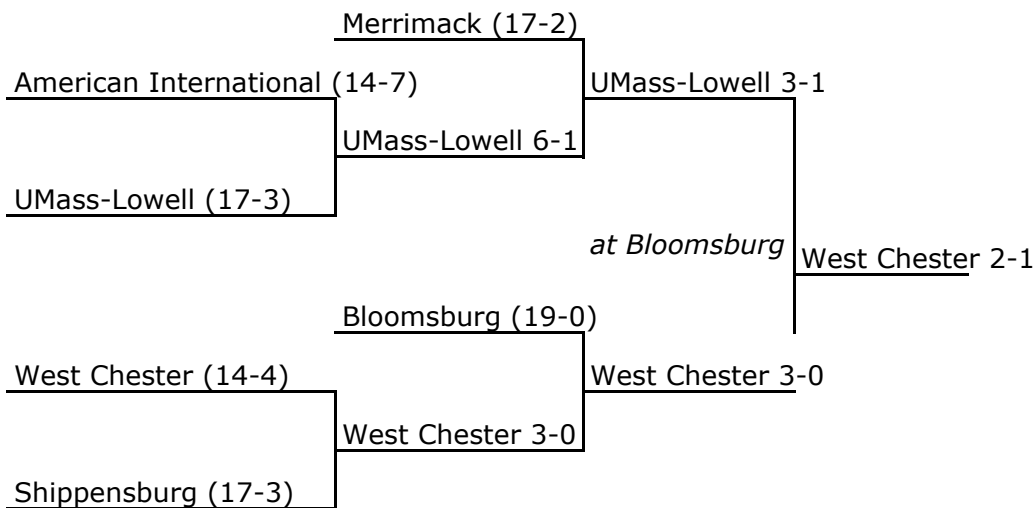 Merrimack (17-2)
American International (14-7)
UMass-Lowell 3-1
UMass-Lowell 6-1
UMass-Lowell (17-3)
at Bloomsburg
West Chester 2-1
Bloomsburg (19-0)
West Chester (14-4)
West Chester 3-0
West Chester 3-0
Shippensburg (17-3)